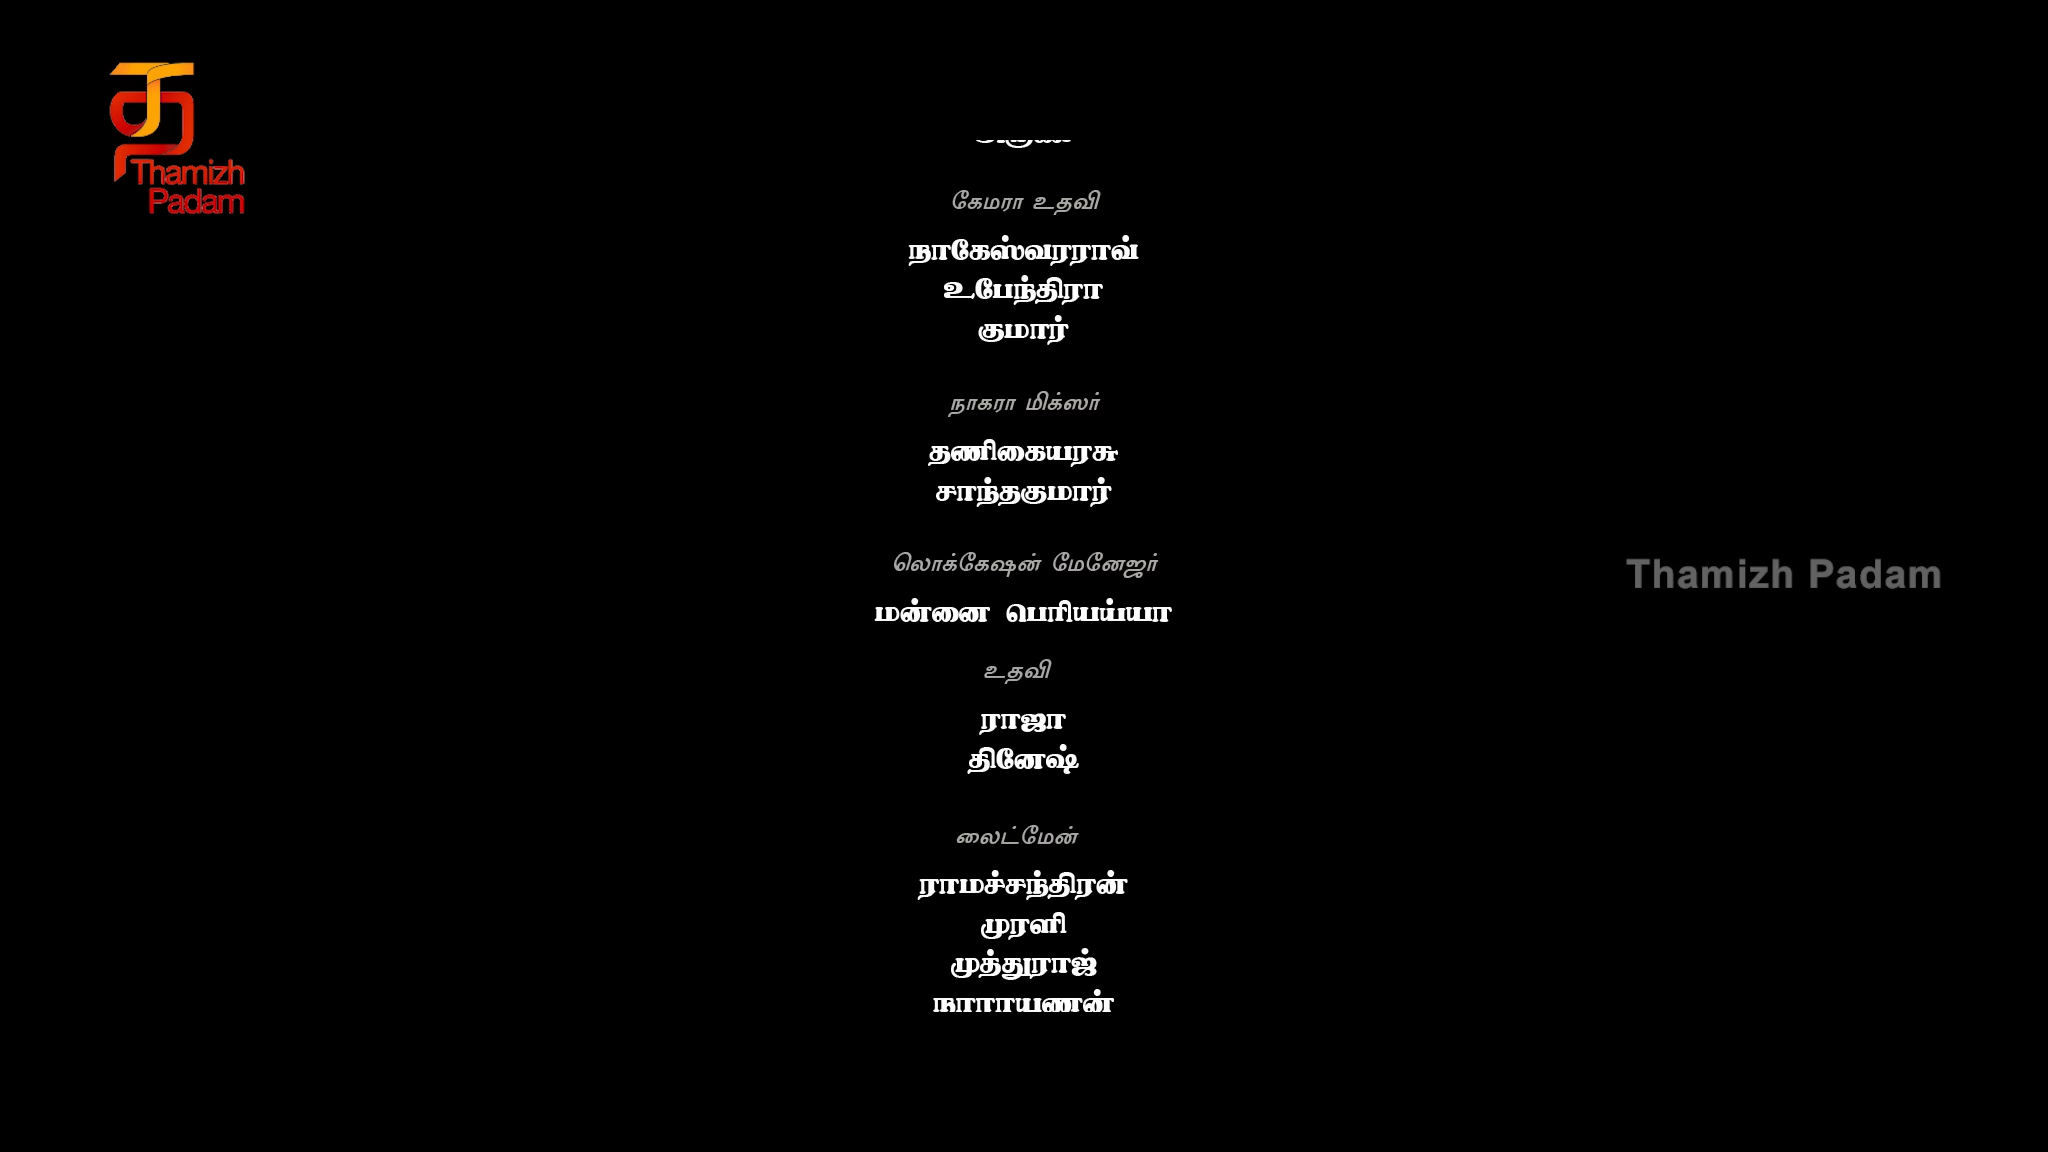 Thamizh
Padam
கேமரா உதவி
நாகேஸ்வரராவ்
உபேந்திரா
குமார்
நாகரா மிக்ஸர்
தணிகையரசு
சாந்தகுமார்
லொக்கேஷன் மேனேஜர்
மன்னை பெரியய்யா
Thamizh Padam
உதவி
ராஜா
தினேஷ்
லைட்மேன்
ராமச்சந்திரன்
முரளி
முத்துராஜ்
நாராயணன்